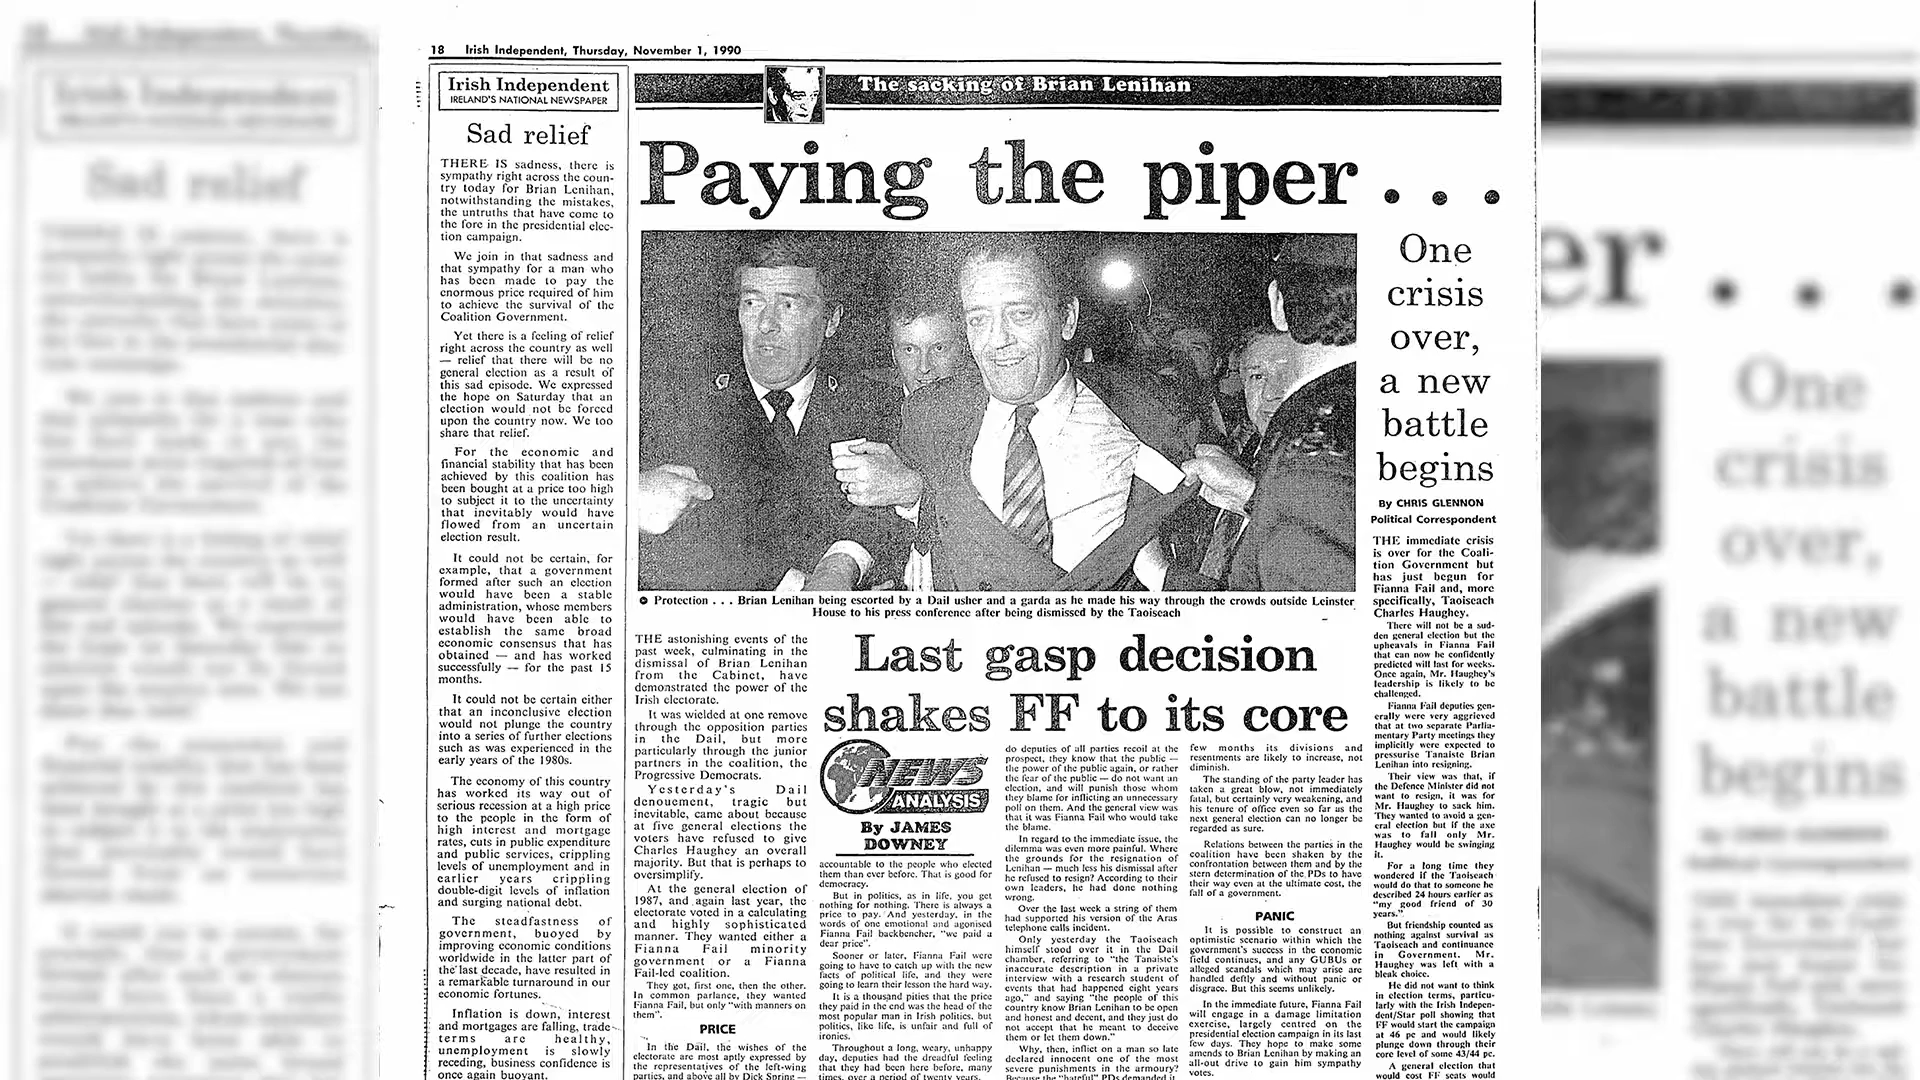 18 Irish Independent, Thursday, November 1, 1990
Irish Independent
IRELAND'S NATIONAL NEWSPAPER
Sad relief
THERE IS sadness, there is
sympathy right across the coun-
try today for Brian Lenihan,
notwithstanding the mistakes,
the untruths that have come to
the fore in the presidential elec-
tion campaign.
We join in that sadness and
that sympathy for a man who
has been made to pay the
enormous price required of him
to achieve the survival of the
Coalition Government.
Yet there is a feeling of relief
right across the country as well
— relief that there will be no
general election as a result of
this sad episode. We expressed
the hope on Saturday that an
election would not be forced
upon the country now. We too
share that relief.
For the economic and
financial stability that has been
achieved by this coalition has
been bought at a price too high
to subject it to the uncertainty
that inevitably would have
flowed from an uncertain
election result.
It could not be certain, for
example, that a government
formed after such an election
would have been a stable
administration, whose members
would have been able to
establish the same broad
economic consensus that has
obtained — and has worked
successfully — for the past 15
months.
It could not be certain either
that an inconclusive election
would not plunge the country
into a series of further elections
such as was experienced in the
early years of the 1980s.
The economy of this country
has worked its way out of
serious recession at a high price
to the people in the form of
high interest and mortgage
rates, cuts in public expenditure
and public services, crippling
levels of unemployment and in
earlier years crippling
double-digit levels of inflation
and surging national debt.
The steadfastness of
government, buoyed by
improving economic conditions
worldwide in the latter part of
the last decade, have resulted in
a remarkable turnaround in our
economic fortunes.
Inflation is down, interest
and mortgages are falling, trade
terms are healthy,
unemployment is slowly
receding, business confidence is
once again buoyant.
The sacking of Brian Lenihan
Paying the piper . . .
Protection . . . Brian Lenihan being escorted by a Dail usher and a garda as he made his way through the crowds outside Leinster
House to his press conference after being dismissed by the Taoiseach
THE astonishing events of the
past week, culminating in the
dismissal of Brian Lenihan
from the Cabinet, have
demonstrated the power of the
Irish electorate.
It was wielded at one remove
through the opposition parties
in the Dail, but more
particularly through the junior
partners in the coalition, the
Progressive Democrats.
Yesterday's Dail
denouement, tragic but
inevitable, came about because
at five general elections the
voters have refused to give
Charles Haughey an overall
majority. But that is perhaps to
oversimplify.
At the general election of
1987, and again last year, the
electorate voted in a calculating
and highly sophisticated
manner. They wanted either a
Fianna Fail minority
government or a Fianna
Fail-led coalition.
They got, first one, then the other.
In common parlance, they wanted
Fianna Fail, but only "with manners on
them".
PRICE
In the Dail, the wishes of the
electorate are most aptly expressed by
the representatives of the left-wing
parties, and above all by Dick Spring —
Last gasp decision
shakes FF to its core
NEWS
ANALYSIS
By JAMES
DOWNEY
accountable to the people who elected
them than ever before. That is good for
democracy.
But in politics, as in life, you get
nothing for nothing. There is always a
price to pay. And yesterday, in the
words of one emotional and agonised
Fianna Fail backbencher, "we paid a
dear price".
Sooner or later, Fianna Fail were
going to have to catch up with the new
facts of political life, and they were
going to learn their lesson the hard way.
It is a thousand pities that the price
they paid in the end was the head of the
most popular man in Irish politics, but
politics, like life, is unfair and full of
ironies.
Throughout a long, weary, unhappy
day, deputies had the dreadful feeling
that they had been here before, many
times, over a period of twenty years.
do deputies of all parties recoil at the
prospect, they know that the public —
the power of the public again, or rather
the fear of the public — do not want an
election, and will punish those whom
they blame for inflicting an unnecessary
poll on them. And the general view was
that it was Fianna Fail who would take
the blame.
In regard to the immediate issue, the
dilemma was even more painful. Where
the grounds for the resignation of
Lenihan — much less his dismissal after
he refused to resign? According to their
own leaders, he had done nothing
wrong.
Over the last week a string of them
had supported his version of the Aras
telephone calls incident.
Only yesterday the Taoiseach
himself stood over it in the Dail
chamber, referring to "the Tanaiste's
inaccurate description in a private
interview with a research student of
events that had happened eight years
ago," and saying "the people of this
country know Brian Lenihan to be open
and honest and decent, and they just do
not accept that he meant to deceive
them or let them down."
Why, then, inflict on a man so late
declared innocent one of the most
severe punishments in the armoury?
Because the "hateful" PDs demanded it
few months its divisions and
resentments are likely to increase, not
diminish.
The standing of the party leader has
taken a great blow, not immediately
fatal, but certainly very weakening, and
his tenure of office even so far as the
next general election can no longer be
regarded as sure.
Relations between the parties in the
coalition have been shaken by the
confrontation between them and by the
stern determination of the PDs to have
their way even at the ultimate cost, the
fall of a government.
PANIC
It is possible to construct an
optimistic scenario within which the
government's success in the economic
field continues, and any GUBUs or
alleged scandals which may arise are
handled deftly and without panic or
disgrace. But this seems unlikely.
In the immediate future, Fianna Fail
will engage in a damage limitation
exercise, largely centred on the
presidential election campaign in its last
few days. They hope to make some
amends to Brian Lenihan by making an
all-out drive to gain him sympathy
votes.
One
crisis
over,
a new
battle
begins
By CHRIS GLENNON
Political Correspondent
THE immediate crisis
is over for the Coali-
tion Government but
has just begun for
Fianna Fail and, more
specifically, Taoiseach
Charles Haughey.
There will not be a sud-
den general election but the
upheavals in Fianna Fail
that can now be confidently
predicted will last for weeks.
Once again, Mr. Haughey's
leadership is likely to be
challenged.
Fianna Fail deputies gen-
erally were very aggrieved
that at two separate Parlia-
mentary Party meetings they
implicitly were expected to
pressurise Tanaiste Brian
Lenihan into resigning.
Their view was that, if
the Defence Minister did not
want to resign, it was for
Mr. Haughey to sack him.
They wanted to avoid a gen-
eral election but if the axe
was to fall only Mr.
Haughey would be swinging
it.
For a long time they
wondered if the Taoiseach
would do that to someone he
described 24 hours earlier as
"my good friend of 30
years."
But friendship counted as
nothing against survival as
Taoiseach and continuance
in Government. Mr.
Haughey was left with a
bleak choice.
He did not want to think
in election terms, particu-
larly with the Irish Indepen-
dent/Star poll showing that
FF would start the campaign
at 46 pc and would likely
plunge down through their
core level of some 43/44 pc.
A general election that
would cost FF seats would